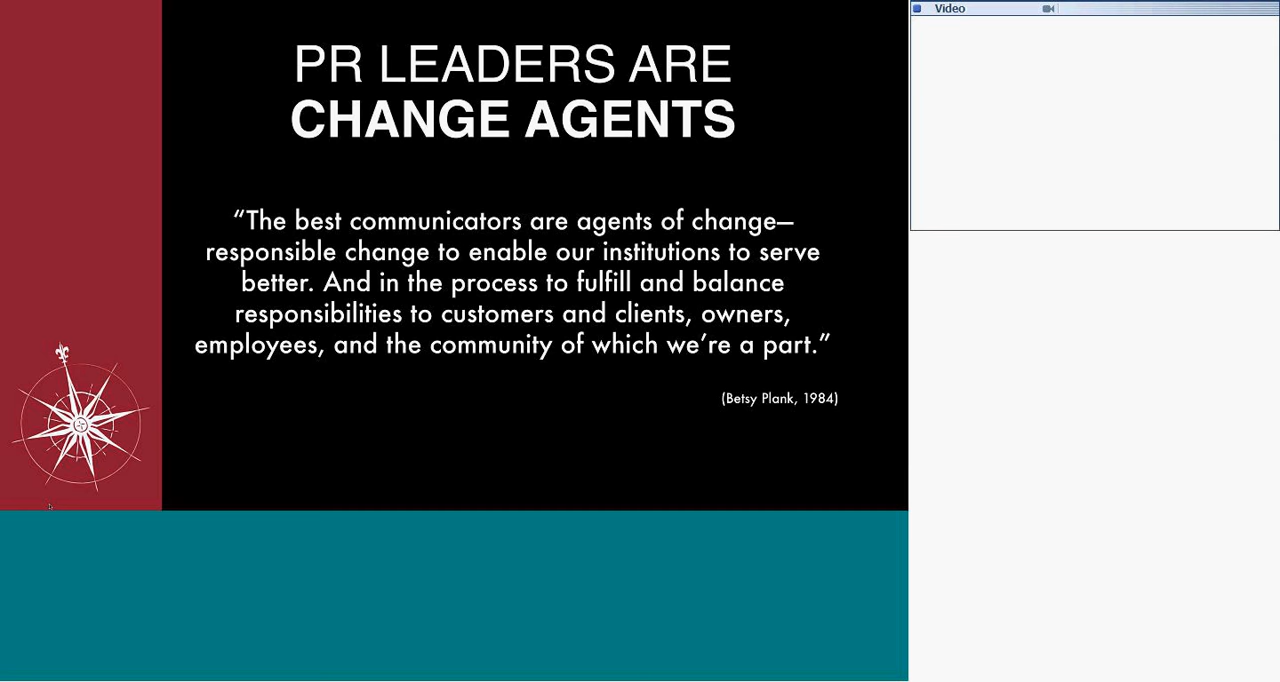 Video
PR LEADERS ARE
CHANGE AGENTS
“The best communicators are agents of change—
responsible change to enable our institutions to serve
better. And in the process to fulfill and balance
responsibilities to customers and clients, owners,
employees, and the community of which we’re a part.”
(Betsy Plank, 1984)